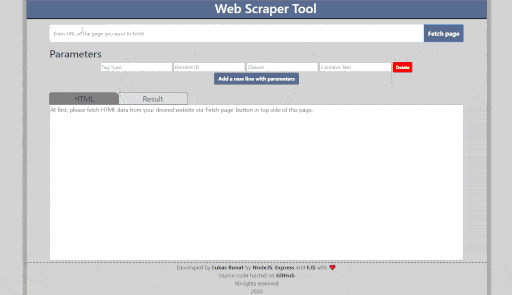 Web Scraper Tool
Enter URL of the page you want to fetch
Fetch page
Parameters
Tag Type
Element ID
Classes
Contains Text
Delete
Add a new line with parameters
HTML
Result
At first, please fetch HTML data from your desired website via 'Fetch page' button in top side of this page.
Developed by Lukas Bonat by NodeJS, Express and EJS with ❤
Source code hosted on GitHub
All rights reserved
2020